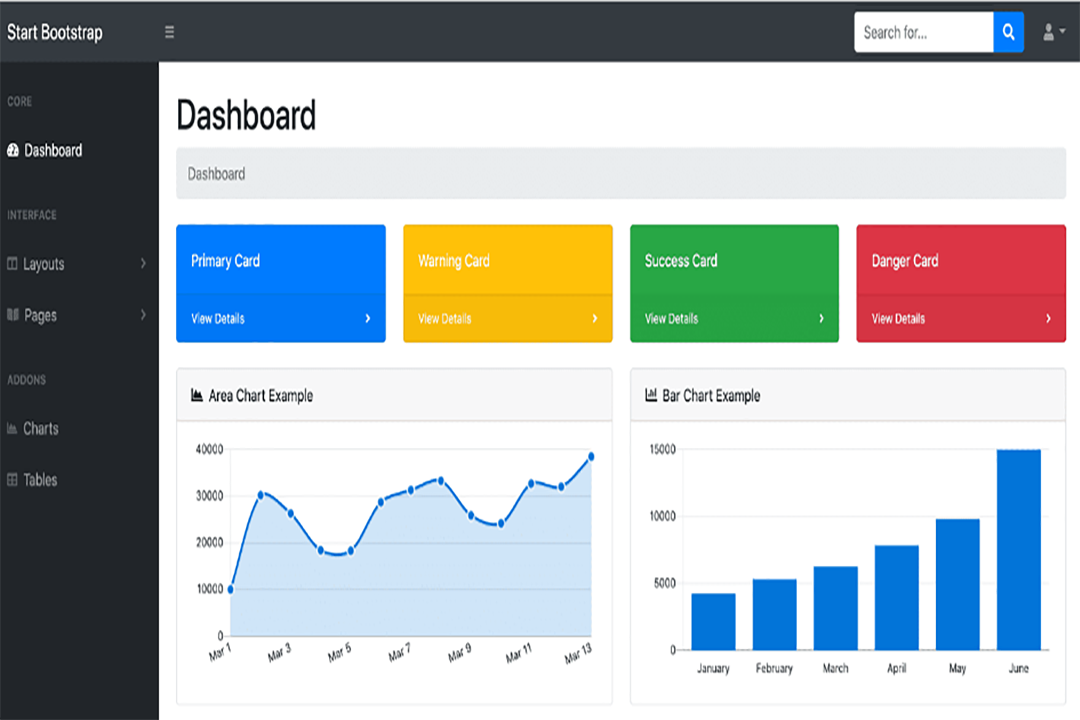 Start Bootstrap
Search for...
CORE
Dashboard
INTERFACE
Layouts
Pages
ADDONS
Charts
Tables
Dashboard
Dashboard
Primary Card
View Details
Warning Card
View Details
Success Card
View Details
Danger Card
View Details
Area Chart Example
40000
30000
20000
10000
0
Mar 1 Mar 3 Mar 5 Mar 7 Mar 9 Mar 11 Mar 13
Bar Chart Example
15000
10000
5000
0
January February March April May June